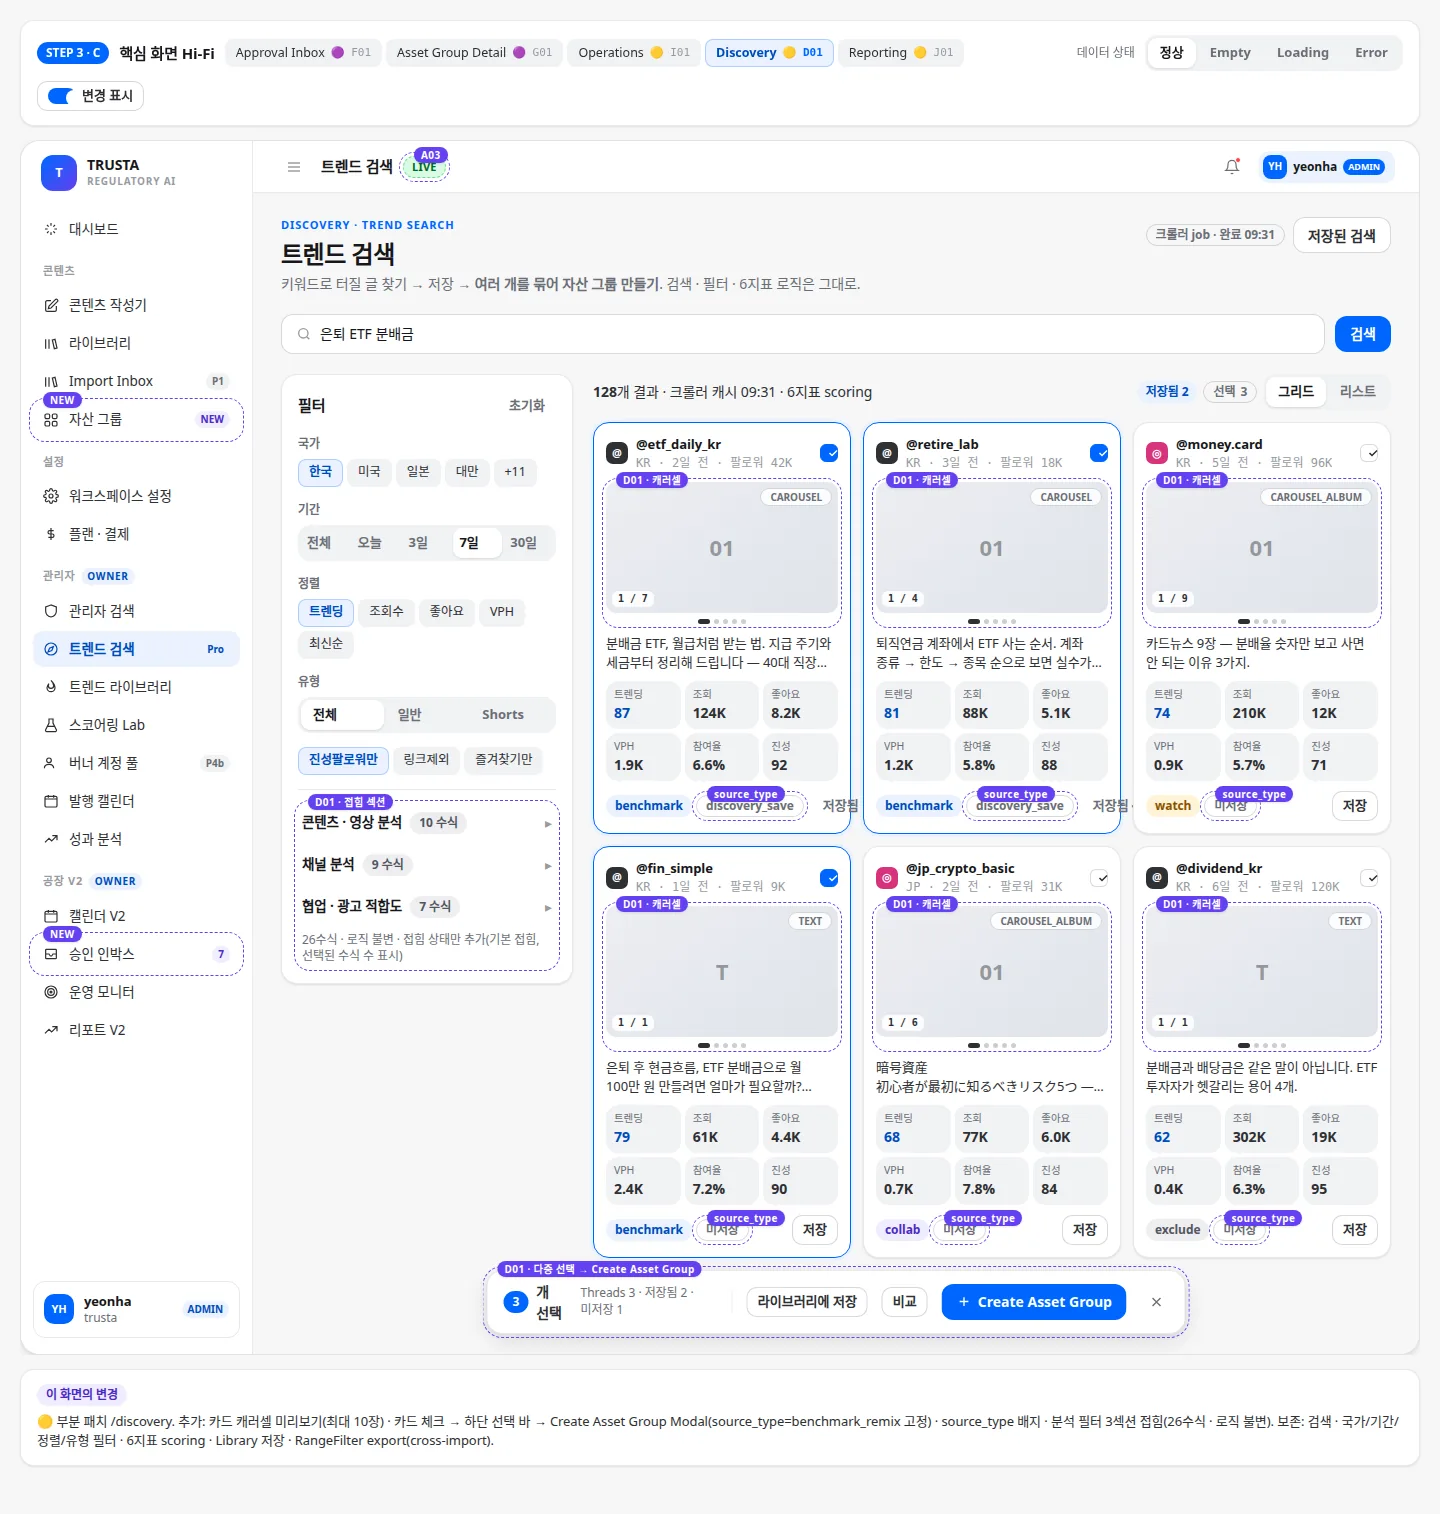 STEP 3 · C 핵심 화면 Hi-Fi Approval Inbox F01 Asset Group Detail G01 Operations I01 Discovery D01 Reporting J01 데이터 상태 정상 Empty Loading Error
변경 표시
T TRUSTA
REGULATORY AI
대시보드
콘텐츠
콘텐츠 작성기
라이브러리
Import Inbox P1
NEW
자산 그룹 NEW
설정
워크스페이스 설정
플랜 · 결제
관리자 OWNER
관리자 검색
트렌드 검색 Pro
트렌드 라이브러리
스코어링 Lab
버너 계정 풀 P4b
발행 캘린더
성과 분석
공장 V2 OWNER
캘린더 V2
NEW
승인 인박스 7
운영 모니터
리포트 V2
YH yeonha ADMIN
trusta
트렌드 검색 A03 LIVE
YH yeonha ADMIN
DISCOVERY · TREND SEARCH
트렌드 검색
키워드로 터질 글 찾기 → 저장 → 여러 개를 묶어 자산 그룹 만들기. 검색 · 필터 · 6지표 로직은 그대로.
크롤러 job · 완료 09:31 저장된 검색
은퇴 ETF 분배금 검색
필터 초기화
국가
한국 미국 일본 대만 +11
기간
전체 오늘 3일 7일 30일
정렬
트렌딩 조회수 좋아요 VPH
최신순
유형
전체 일반 Shorts
진성팔로워만 링크제외 즐겨찾기만
D01 · 접힘 섹션
콘텐츠 · 영상 분석 10 수식 ▸
채널 분석 9 수식 ▸
협업 · 광고 적합도 7 수식 ▸
26수식 · 로직 불변 · 접힘 상태만 추가(기본 접힘,
선택된 수식 수 표시)
128개 결과 · 크롤러 캐시 09:31 · 6지표 scoring 저장됨 2 선택 3 그리드 리스트
@ @etf_daily_kr
KR · 2일 전 · 팔로워 42K
D01 · 캐러셀
CAROUSEL
01
1 / 7
분배금 ETF, 월급처럼 받는 법. 지급 주기와
세금부터 정리해 드립니다 — 40대 직장…
트렌딩 조회 좋아요
87 124K 8.2K
VPH 참여율 진성
1.9K 6.6% 92
source_type
benchmark discovery_save 저장됨
@ @retire_lab
KR · 3일 전 · 팔로워 18K
D01 · 캐러셀
CAROUSEL
01
1 / 4
퇴직연금 계좌에서 ETF 사는 순서. 계좌
종류 → 한도 → 종목 순으로 보면 실수가…
트렌딩 조회 좋아요
81 88K 5.1K
VPH 참여율 진성
1.2K 5.8% 88
source_type
benchmark discovery_save 저장됨
@money.card
KR · 5일 전 · 팔로워 96K
D01 · 캐러셀
CAROUSEL_ALBUM
01
1 / 9
카드뉴스 9장 — 분배율 숫자만 보고 사면
안 되는 이유 3가지.
트렌딩 조회 좋아요
74 210K 12K
VPH 참여율 진성
0.9K 5.7% 71
source_type
watch 미저장 저장
@ @fin_simple
KR · 1일 전 · 팔로워 9K
D01 · 캐러셀
TEXT
T
1 / 1
은퇴 후 현금흐름, ETF 분배금으로 월
100만 원 만들려면 얼마가 필요할까?…
트렌딩 조회 좋아요
79 61K 4.4K
VPH 참여율 진성
2.4K 7.2% 90
source_type
benchmark 미저장 저장
@jp_crypto_basic
JP · 2일 전 · 팔로워 31K
D01 · 캐러셀
CAROUSEL_ALBUM
01
1 / 6
暗号資産
初心者が最初に知るべきリスク5つ —…
트렌딩 조회 좋아요
68 77K 6.0K
VPH 참여율 진성
0.7K 7.8% 84
source_type
collab 미저장 저장
@ @dividend_kr
KR · 6일 전 · 팔로워 120K
D01 · 캐러셀
TEXT
T
1 / 1
분배금과 배당금은 같은 말이 아닙니다. ETF
투자자가 헷갈리는 용어 4개.
트렌딩 조회 좋아요
62 302K 19K
VPH 참여율 진성
0.4K 6.3% 95
source_type
exclude 미저장 저장
D01 · 다중 선택 → Create Asset Group
3 개 선택 Threads 3 · 저장됨 2 · 미저장 1 라이브러리에 저장 비교 + Create Asset Group ×
이 화면의 변경
🟡 부분 패치 /discovery. 추가: 카드 캐러셀 미리보기(최대 10장) · 카드 체크 → 하단 선택 바 → Create Asset Group Modal(source_type=benchmark_remix 고정) · source_type 배지 · 분석 필터 3섹션 접힘(26수식 · 로직 불변). 보존: 검색 · 국가/기간/
정렬/유형 필터 · 6지표 scoring · Library 저장 · RangeFilter export(cross-import).